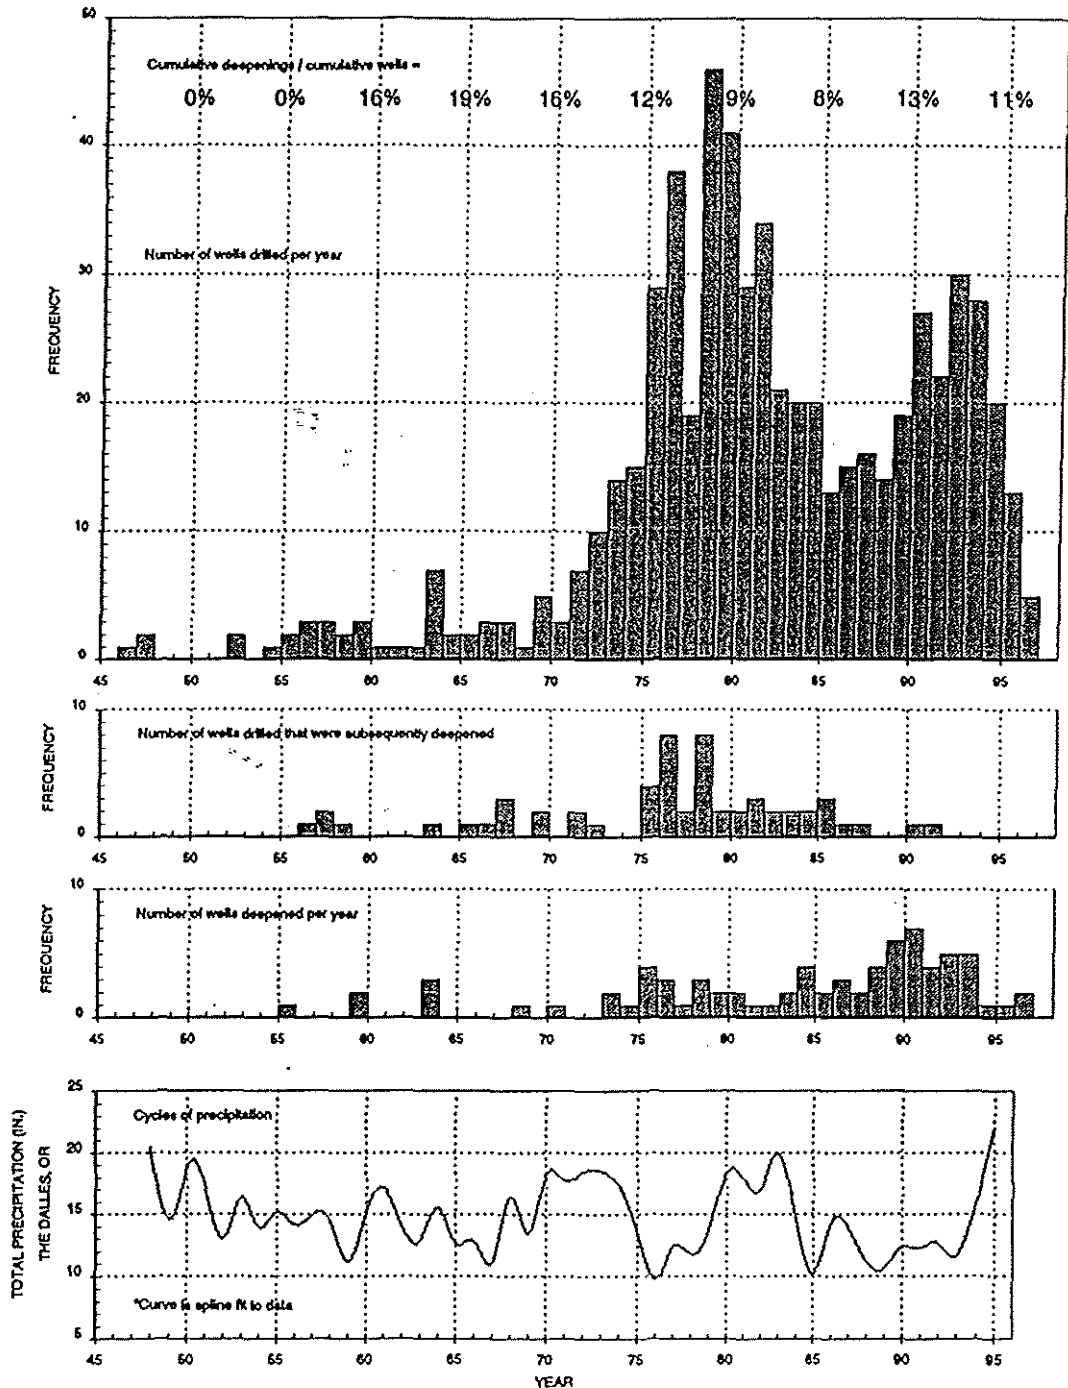 50
Cumulative deepenings / cumulative wells =
0% 0% 16% 19% 16% 12% 9% 8% 13% 11%
40
Number of wells drilled per year
30
FREQUENCY
20
10
0
45 50 55 60 65 70 75 80 85 90 95
10
Number of wells drilled that were subsequently deepened
FREQUENCY
0
45 50 55 60 65 70 75 80 85 90 95
10
Number of wells deepened per year
FREQUENCY
0
45 50 55 60 65 70 75 80 85 90 95
25
Cycles of precipitation
20
TOTAL PRECIPITATION (IN.)
THE DALLES, OR
15
10
*Curve is spline fit to data
5
45 50 55 60 65 70 75 80 85 90 95
YEAR